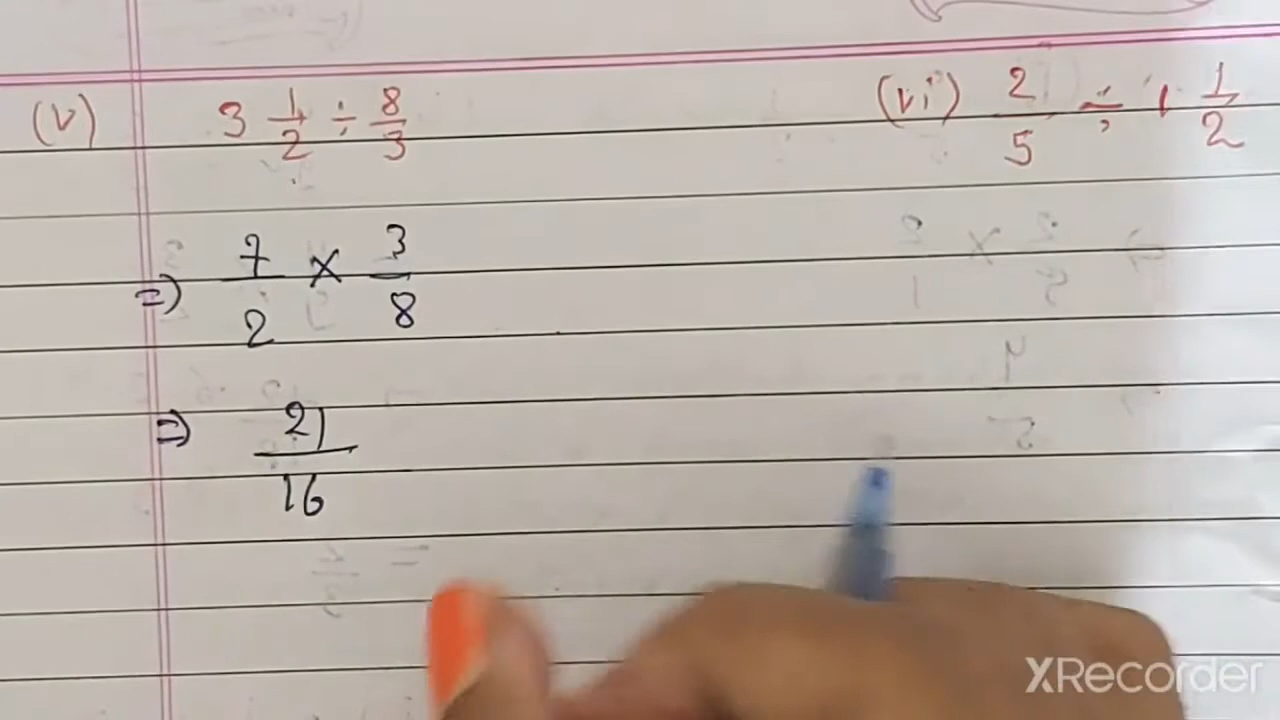 (v) 3 1/2 ÷ 8/3
(vi) 2/5 ÷ 1 1/2
⇒ 7/2 × 3/8
⇒ 21/16
XRecorder